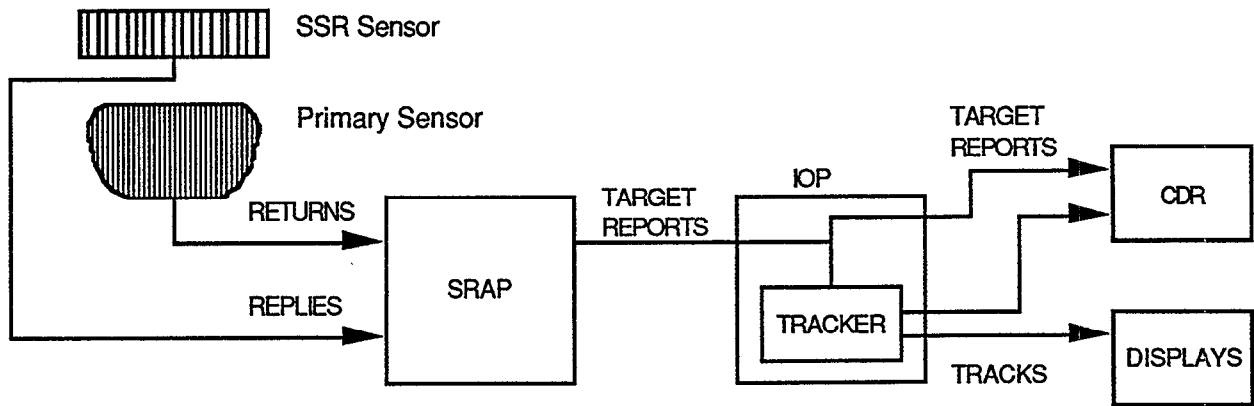 SSR Sensor
Primary Sensor
RETURNS
REPLIES
SRAP
TARGET
REPORTS
IOP
TRACKER
TARGET
REPORTS
CDR
TRACKS
DISPLAYS